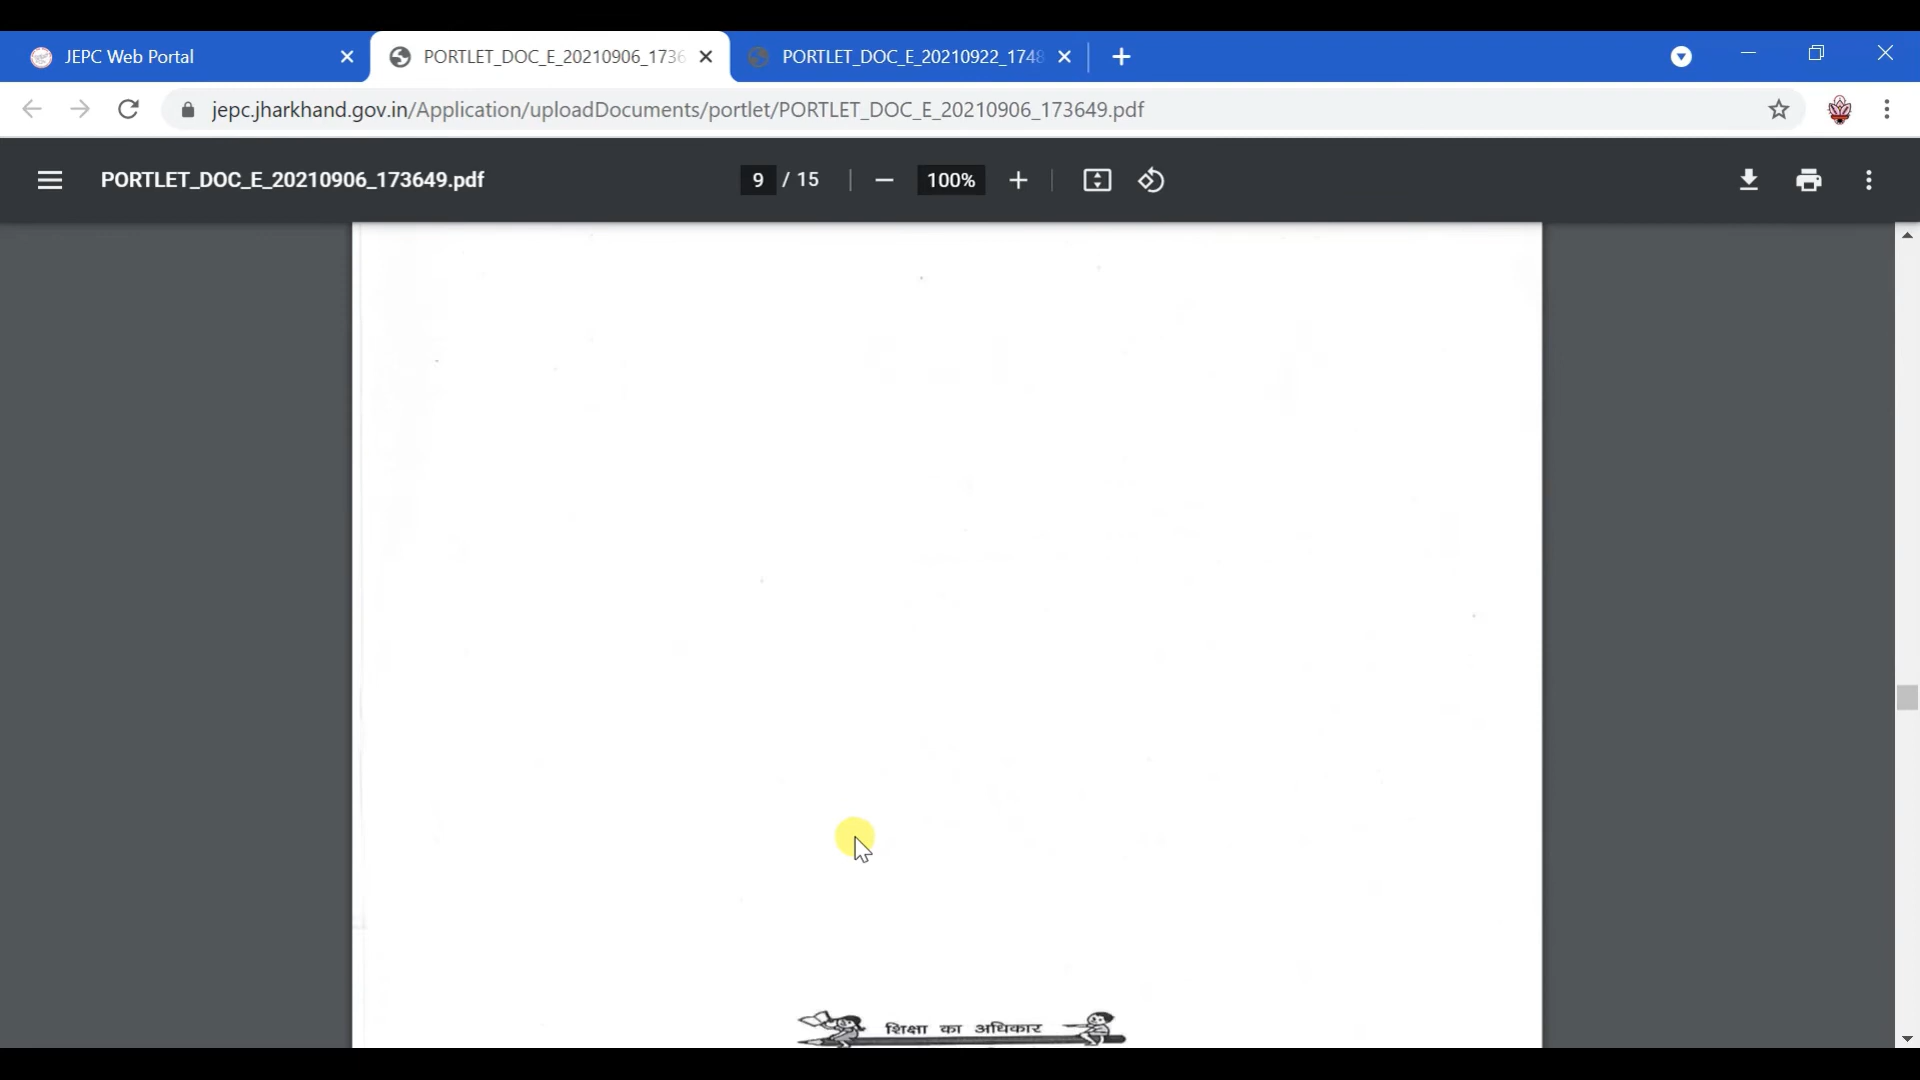 JEPC Web Portal
PORTLET_DOC_E_20210906_1736
PORTLET_DOC_E_20210922_1748
jepc.jharkhand.gov.in/Application/uploadDocuments/portlet/PORTLET_DOC_E_20210906_173649.pdf
PORTLET_DOC_E_20210906_173649.pdf
9 / 15
100%
शिक्षा का अधिकार